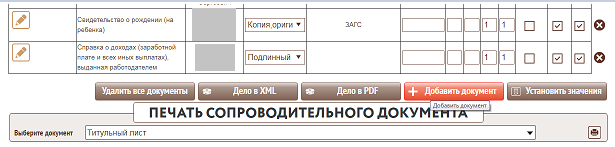 Свидетельство о рождении (на
ребенка)
Копия,ориги
ЗАГС
1 1
Справка о доходах (заработной
плате и всех иных выплатах),
выданная работодателем
Подлинный
1 1
Удалить все документы Дело в XML Дело в PDF Добавить документ Установить значения
Добавить документ
ПЕЧАТЬ СОПРОВОДИТЕЛЬНОГО ДОКУМЕНТА
Выберите документ Титульный лист